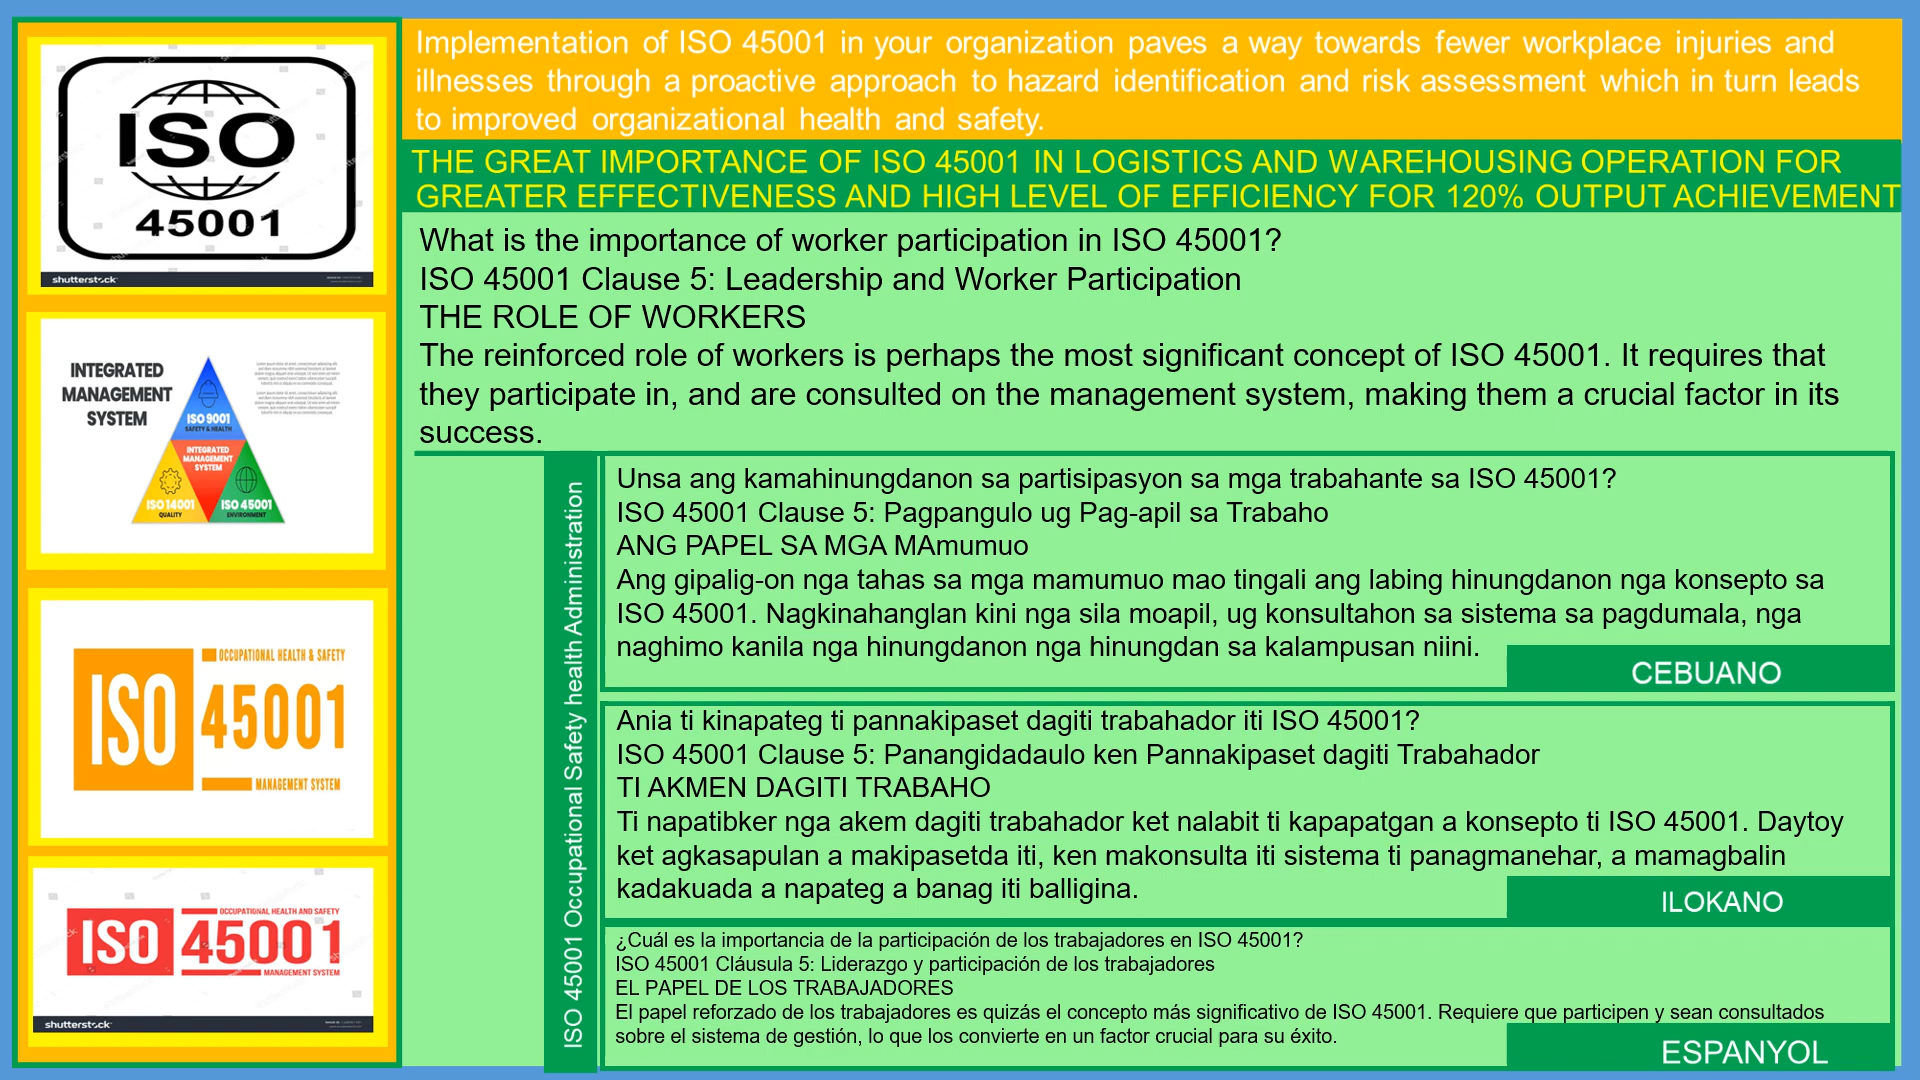 ISO
45001
shutterstock
INTEGRATED
MANAGEMENT
SYSTEM
ISO 9001
SAFETY & HEALTH
INTEGRATED
MANAGEMENT
SYSTEM
ISO 14001
QUALITY
ISO 45001
ENVIRONMENT
ISO
OCCUPATIONAL HEALTH & SAFETY
45001
MANAGEMENT SYSTEM
ISO
OCCUPATIONAL HEALTH AND SAFETY
45001
MANAGEMENT SYSTEM
shutterstock
Implementation of ISO 45001 in your organization paves a way towards fewer workplace injuries and
illnesses through a proactive approach to hazard identification and risk assessment which in turn leads
to improved organizational health and safety.
THE GREAT IMPORTANCE OF ISO 45001 IN LOGISTICS AND WAREHOUSING OPERATION FOR
GREATER EFFECTIVENESS AND HIGH LEVEL OF EFFICIENCY FOR 120% OUTPUT ACHIEVEMENT
What is the importance of worker participation in ISO 45001?
ISO 45001 Clause 5: Leadership and Worker Participation
THE ROLE OF WORKERS
The reinforced role of workers is perhaps the most significant concept of ISO 45001. It requires that
they participate in, and are consulted on the management system, making them a crucial factor in its
success.
ISO 45001 Occupational Safety health Administration
Unsa ang kamahinungdanon sa partisipasyon sa mga trabahante sa ISO 45001?
ISO 45001 Clause 5: Pagpangulo ug Pag-apil sa Trabaho
ANG PAPEL SA MGA MAmumuo
Ang gipalig-on nga tahas sa mga mamumuo mao tingali ang labing hinungdanon nga konsepto sa
ISO 45001. Nagkinahanglan kini nga sila moapil, ug konsultahon sa sistema sa pagdumala, nga
naghimo kanila nga hinungdanon nga hinungdan sa kalampusan niini.
CEBUANO
Ania ti kinapateg ti pannakipaset dagiti trabahador iti ISO 45001?
ISO 45001 Clause 5: Panangidadaulo ken Pannakipaset dagiti Trabahador
TI AKMEN DAGITI TRABAHO
Ti napatibker nga akem dagiti trabahador ket nalabit ti kapapatgan a konsepto ti ISO 45001. Daytoy
ket agkasapulan a makipasetda iti, ken makonsulta iti sistema ti panagmanehar, a mamagbalin
kadakuada a napateg a banag iti balligina.
ILOKANO
¿Cuál es la importancia de la participación de los trabajadores en ISO 45001?
ISO 45001 Cláusula 5: Liderazgo y participación de los trabajadores
EL PAPEL DE LOS TRABAJADORES
El papel reforzado de los trabajadores es quizás el concepto más significativo de ISO 45001. Requiere que participen y sean consultados
sobre el sistema de gestión, lo que los convierte en un factor crucial para su éxito.
ESPANYOL